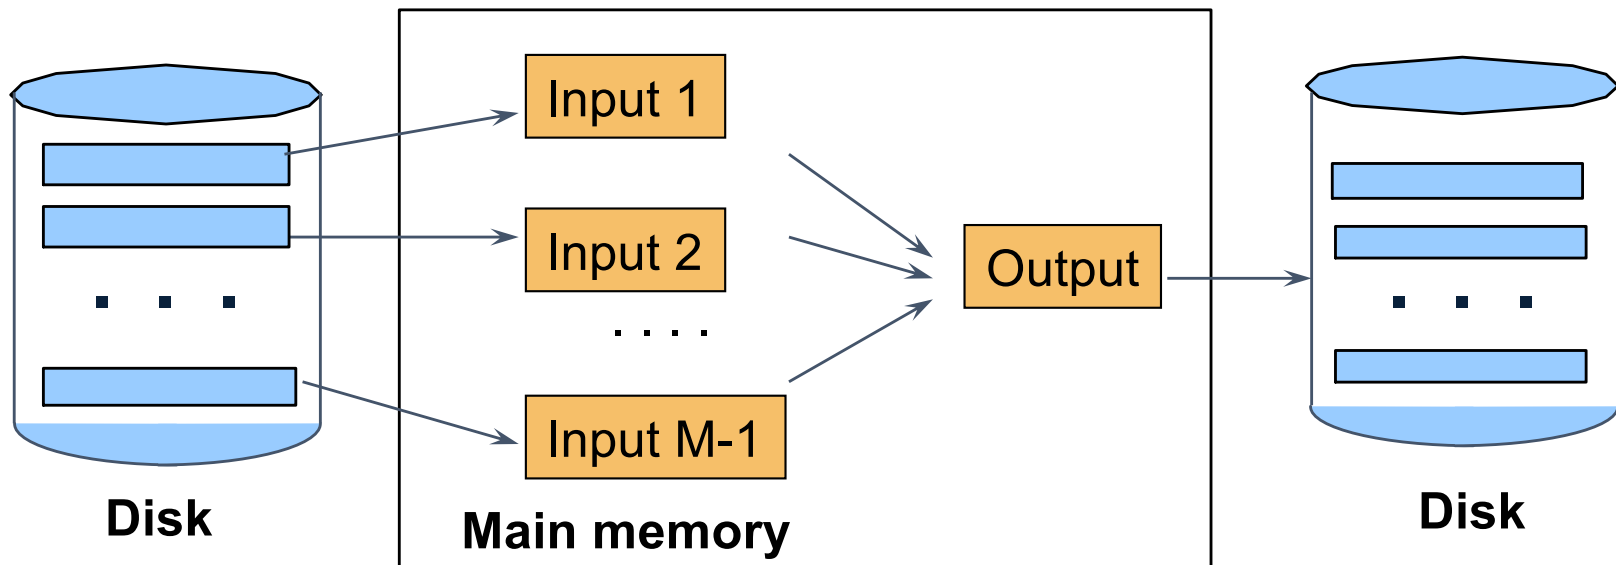 Input 1
Input 2
. . . .
Input M-1
Output
Disk
Main memory
Disk